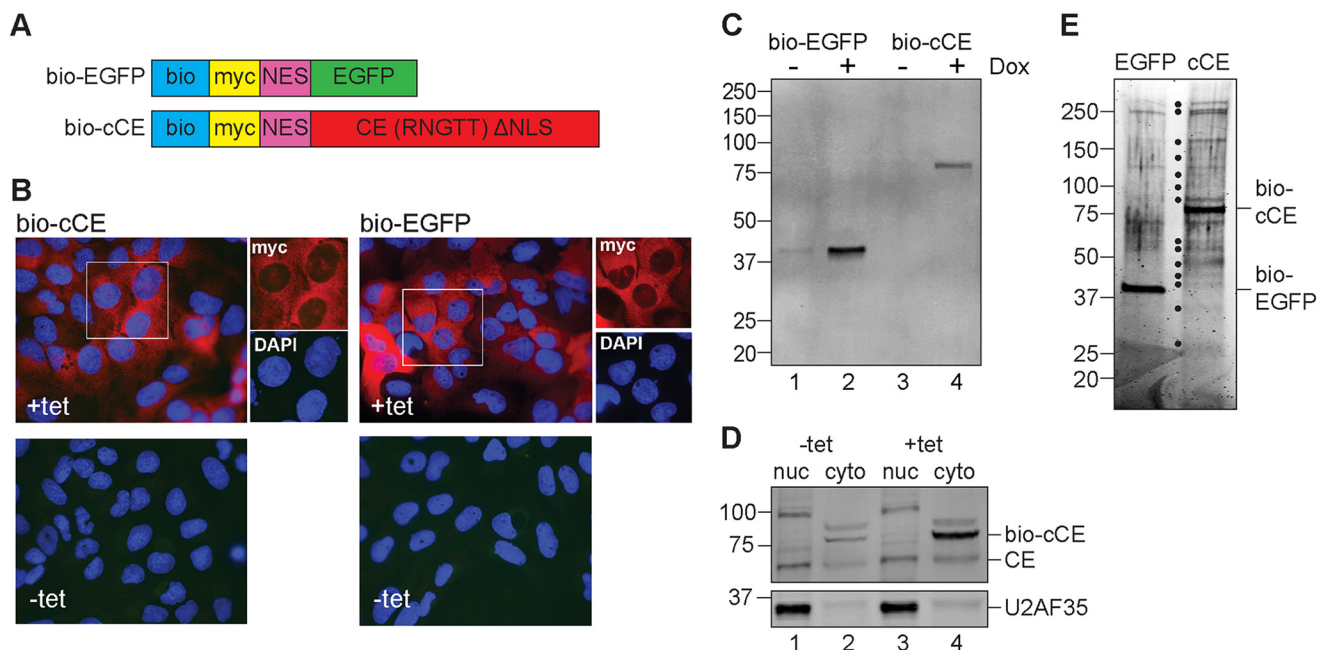 A
bio-EGFP bio myc NES EGFP
bio-cCE bio myc NES CE (RNGTT) ΔNLS
B
bio-cCE
myc
DAPI
+tet
-tet
bio-EGFP
myc
DAPI
+tet
-tet
C
bio-EGFP bio-cCE
- + - + Dox
250
150
100
75
50
37
25
20
1 2 3 4
D
-tet +tet
nuc cyto nuc cyto
100
75
bio-cCE
CE
37
U2AF35
1 2 3 4
E
EGFP cCE
250
150
100
75
50
37
25
20
bio-
cCE
bio-
EGFP